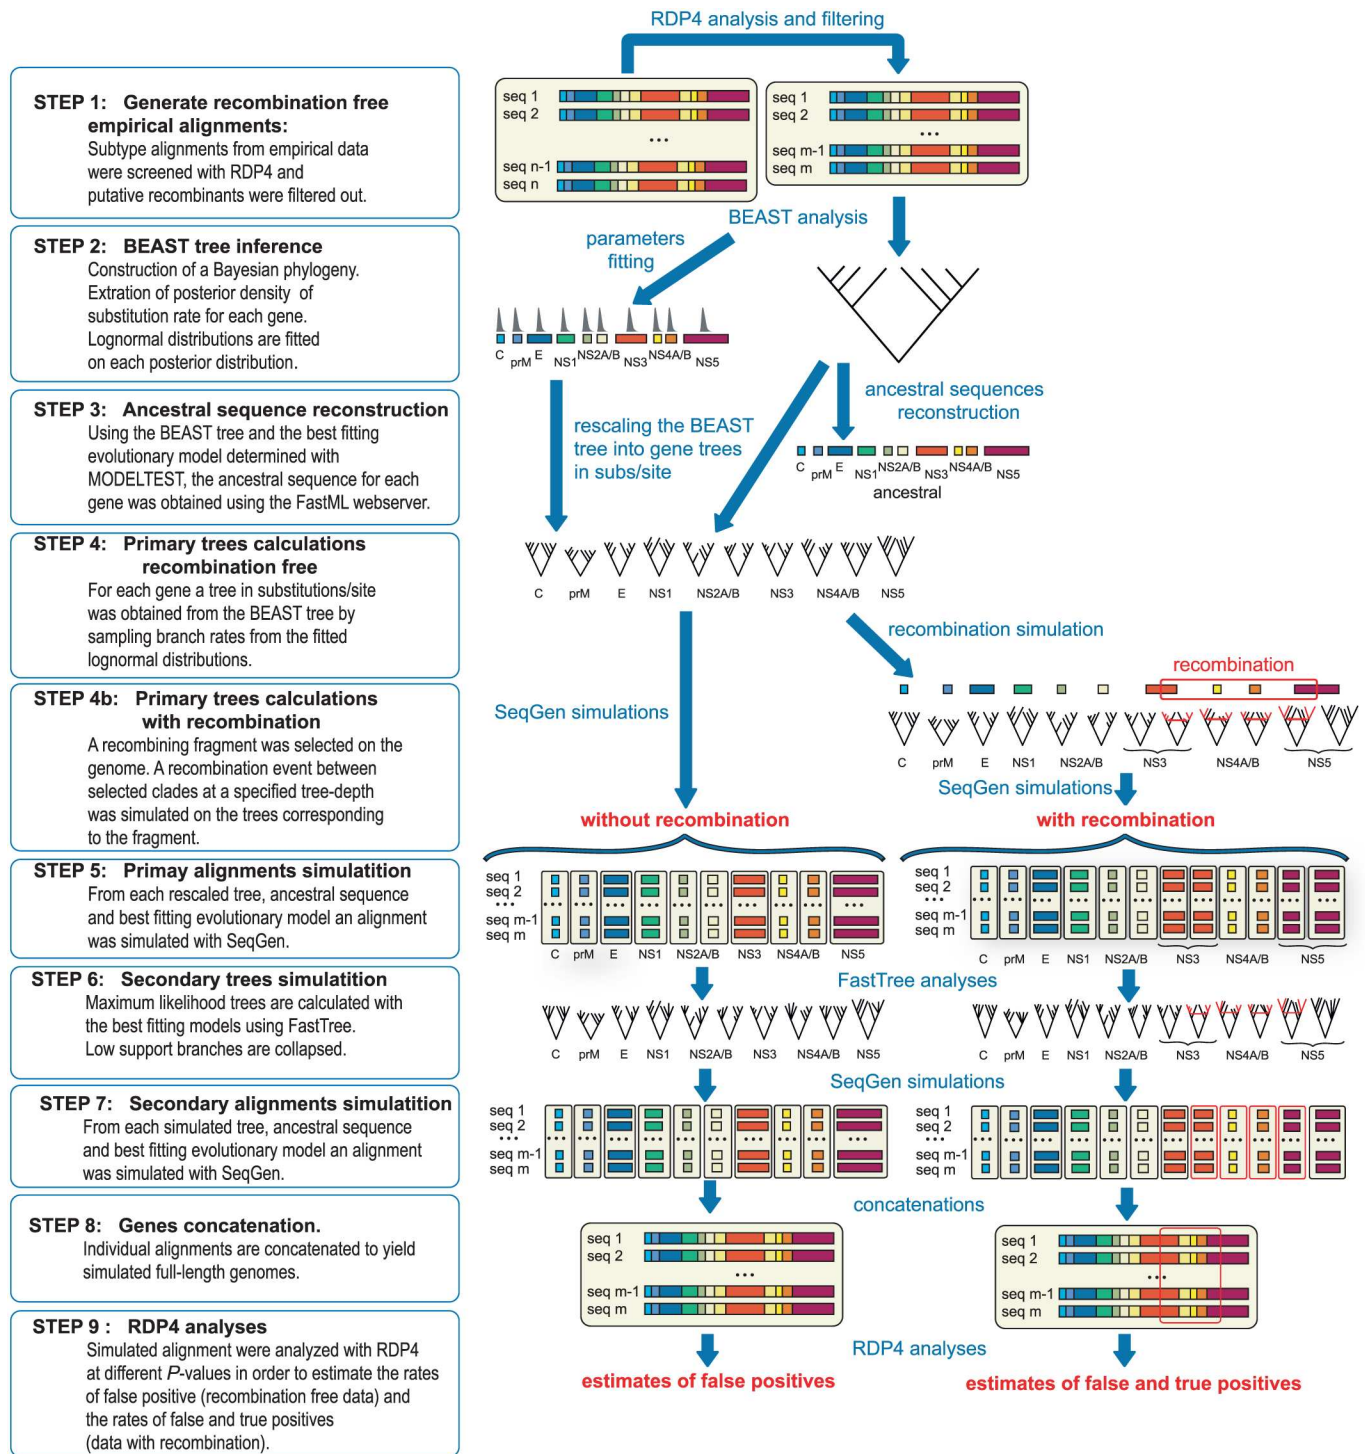 RDP4 analysis and filtering
STEP 1: Generate recombination free
empirical alignments:
Subtype alignments from empirical data
were screened with RDP4 and
putative recombinants were filtered out.
seq 1
seq 2
...
seq n-1
seq n
seq 1
seq 2
...
seq m-1
seq m
BEAST analysis
parameters
fitting
STEP 2: BEAST tree inference
Construction of a Bayesian phylogeny.
Extration of posterior density of
substitution rate for each gene.
Lognormal distributions are fitted
on each posterior distribution.
C prM E NS1 NS2A/B NS3 NS4A/B NS5
STEP 3: Ancestral sequence reconstruction
Using the BEAST tree and the best fitting
evolutionary model determined with
MODELTEST, the ancestral sequence for each
gene was obtained using the FastML webserver.
rescaling the BEAST
tree into gene trees
in subs/site
ancestral sequences
reconstruction
C prM E NS1 NS2A/B NS3 NS4A/B NS5
ancestral
STEP 4: Primary trees calculations
recombination free
For each gene a tree in substitutions/site
was obtained from the BEAST tree by
sampling branch rates from the fitted
lognormal distributions.
C prM E NS1 NS2A/B NS3 NS4A/B NS5
recombination simulation
recombination
STEP 4b: Primary trees calculations
with recombination
A recombining fragment was selected on the
genome. A recombination event between
selected clades at a specified tree-depth
was simulated on the trees corresponding
to the fragment.
SeqGen simulations
C prM E NS1 NS2A/B NS3 NS4A/B NS5
SeqGen simulations
without recombination
with recombination
STEP 5: Primay alignments simulatition
From each rescaled tree, ancestral sequence
and best fitting evolutionary model an alignment
was simulated with SeqGen.
seq 1
seq 2
...
seq m-1
seq m
C prM E NS1 NS2A/B NS3 NS4A/B NS5
seq 1
seq 2
...
seq m-1
seq m
C prM E NS1 NS2A/B NS3 NS4A/B NS5
FastTree analyses
STEP 6: Secondary trees simulatition
Maximum likelihood trees are calculated with
the best fitting models using FastTree.
Low support branches are collapsed.
C prM E NS1 NS2A/B NS3 NS4A/B NS5
C prM E NS1 NS2A/B NS3 NS4A/B NS5
SeqGen simulations
STEP 7: Secondary alignments simulatition
From each simulated tree, ancestral sequence
and best fitting evolutionary model an alignment
was simulated with SeqGen.
seq 1
seq 2
...
seq m-1
seq m
seq 1
seq 2
...
seq m-1
seq m
concatenations
STEP 8: Genes concatenation.
Individual alignments are concatenated to yield
simulated full-length genomes.
seq 1
seq 2
...
seq m-1
seq m
seq 1
seq 2
...
seq m-1
seq m
STEP 9 : RDP4 analyses
Simulated alignment were analyzed with RDP4
at different P-values in order to estimate the rates
of false positive (recombination free data) and
the rates of false and true positives
(data with recombination).
RDP4 analyses
estimates of false positives
estimates of false and true positives